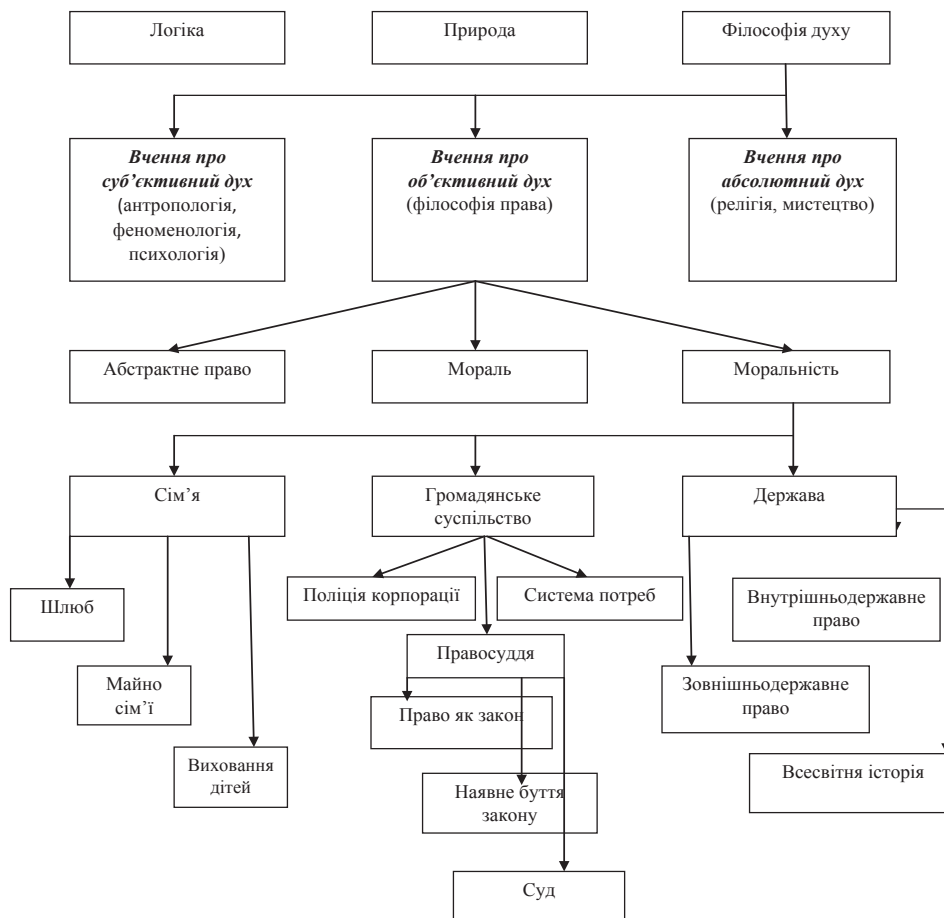 Логіка
Природа
Філософія духу
Вчення про
суб’єктивний дух
(антропологія,
феноменологія,
психологія)
Вчення про
об’єктивний дух
(філософія права)
Вчення про
абсолютний дух
(релігія, мистецтво)
Абстрактне право
Мораль
Моральність
Сім’я
Громадянське
суспільство
Держава
Шлюб
Поліція корпорації
Система потреб
Внутрішньодержавне
право
Правосуддя
Майно
сім’ї
Зовнішньодержавне
право
Право як закон
Виховання
дітей
Всесвітня історія
Наявне буття
закону
Суд